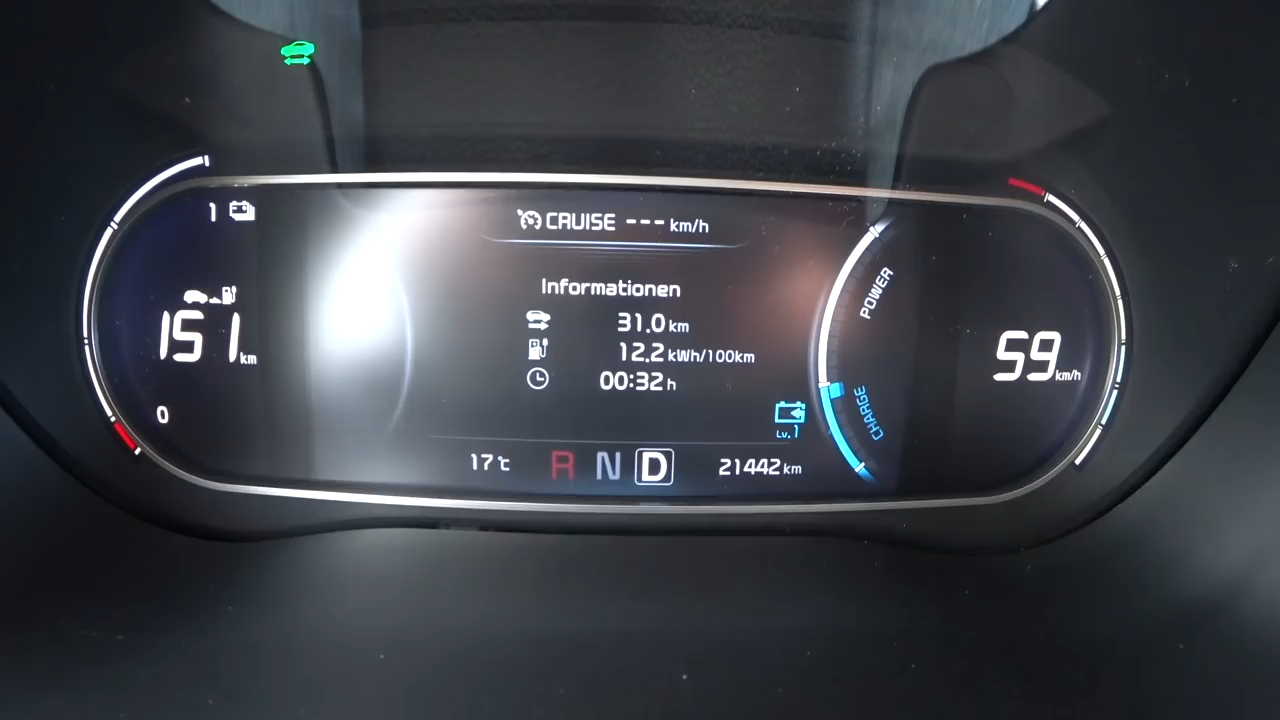 1
CRUISE --- km/h
Informationen
31.0 km
151 km
12.2 kWh/100km
00:32 h
POWER
59 km/h
CHARGE
0
Lv.1
17℃ R N D 21442 km